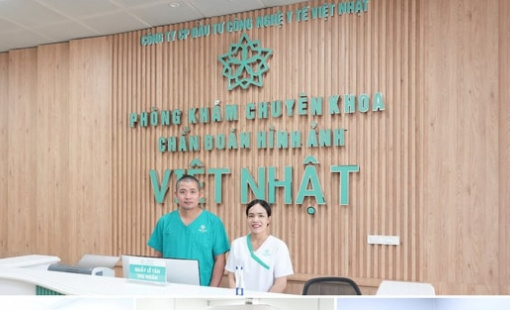 CÔNG TY CP ĐẦU TƯ CÔNG NGHỆ Y TẾ VIỆT NHẬT
PHÒNG KHÁM CHUYÊN KHOA
CHẨN ĐOÁN HÌNH ẢNH
VIỆT NHẬT